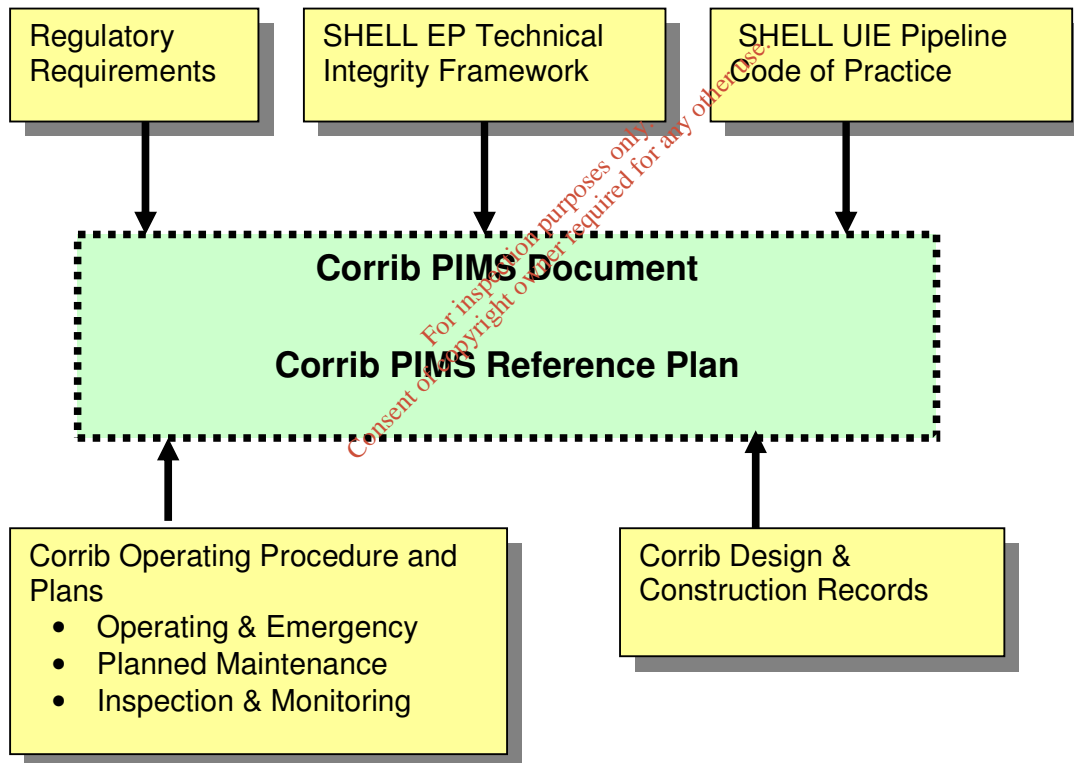 Regulatory
Requirements
SHELL EP Technical
Integrity Framework
SHELL UIE Pipeline
Code of Practice
For inspection purposes only.
Consent of copyright owner required for any other use.
Corrib PIMS Document
Corrib PIMS Reference Plan
Corrib Operating Procedure and
Plans
• Operating & Emergency
• Planned Maintenance
• Inspection & Monitoring
Corrib Design &
Construction Records